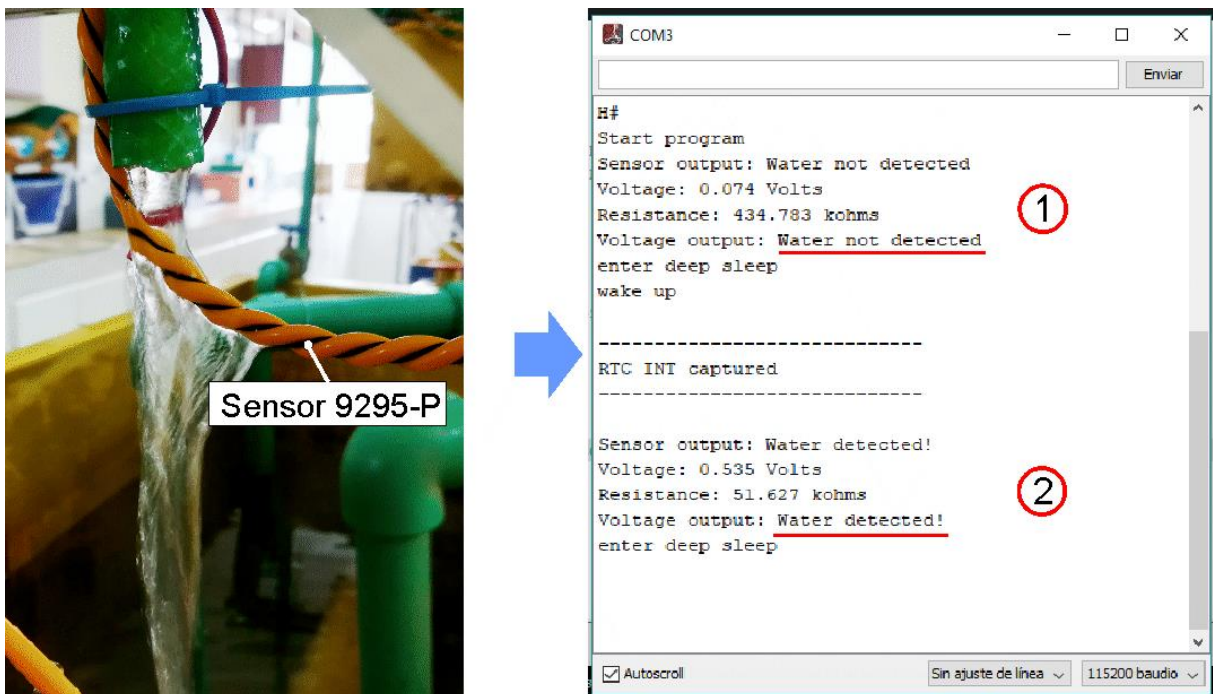 Sensor 9295-P
COM3
Enviar
H#
Start program
Sensor output: Water not detected
Voltage: 0.074 Volts
Resistance: 434.783 kohms
Voltage output: Water not detected
enter deep sleep
wake up
------------------------------
RTC INT captured
------------------------------
Sensor output: Water detected!
Voltage: 0.535 Volts
Resistance: 51.627 kohms
Voltage output: Water detected!
enter deep sleep
1
2
Autoscroll
Sin ajuste de línea
115200 baudio